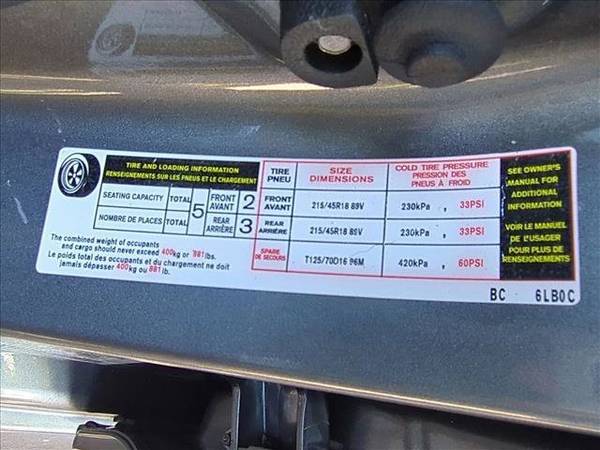 TIRE AND LOADING INFORMATION
RENSEIGNEMENTS SUR LES PNEUS ET LE CHARGEMENT
SEATING CAPACITY TOTAL 5 FRONT AVANT 2
NOMBRE DE PLACES TOTAL REAR ARRIÈRE 3
The combined weight of occupants
and cargo should never exceed 400kg or 881 lbs.
Le poids total des occupants et du chargement ne doit
jamais dépasser 400kg ou 881 lb.
TIRE PNEU SIZE DIMENSIONS COLD TIRE PRESSURE PRESSION DES PNEUS À FROID
FRONT AVANT 215/45R18 89V 230kPa , 33PSI
REAR ARRIÈRE 215/45R18 89V 230kPa , 33PSI
SPARE DE SECOURS T125/70D16 96M 420kPa , 60PSI
SEE OWNER'S
MANUAL FOR
ADDITIONAL
INFORMATION
VOIR LE MANUEL
DE L'USAGER
POUR PLUS DE
RENSEIGNEMENTS
BC 6LB0C